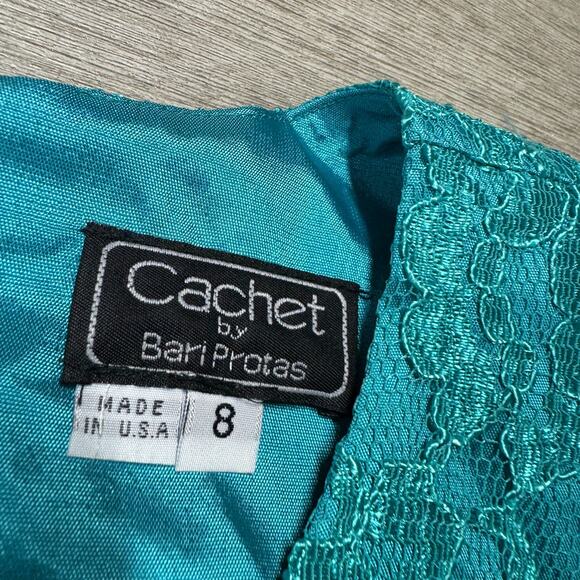 Cachet
by
Bari Protas
MADE
IN U.S.A
8